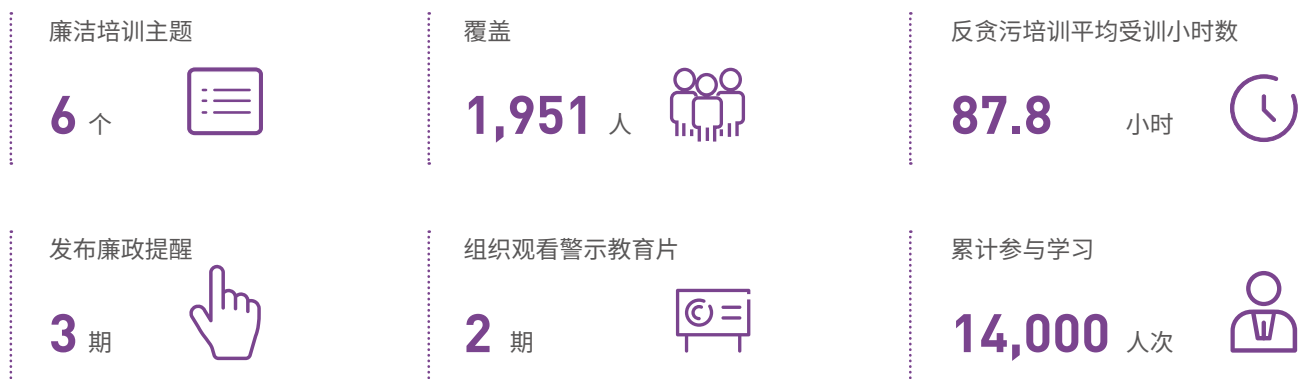 廉洁培训主题
6 个
覆盖
1,951 人
反贪污培训平均受训小时数
87.8 小时
发布廉政提醒
3 期
组织观看警示教育片
2 期
累计参与学习
14,000 人次